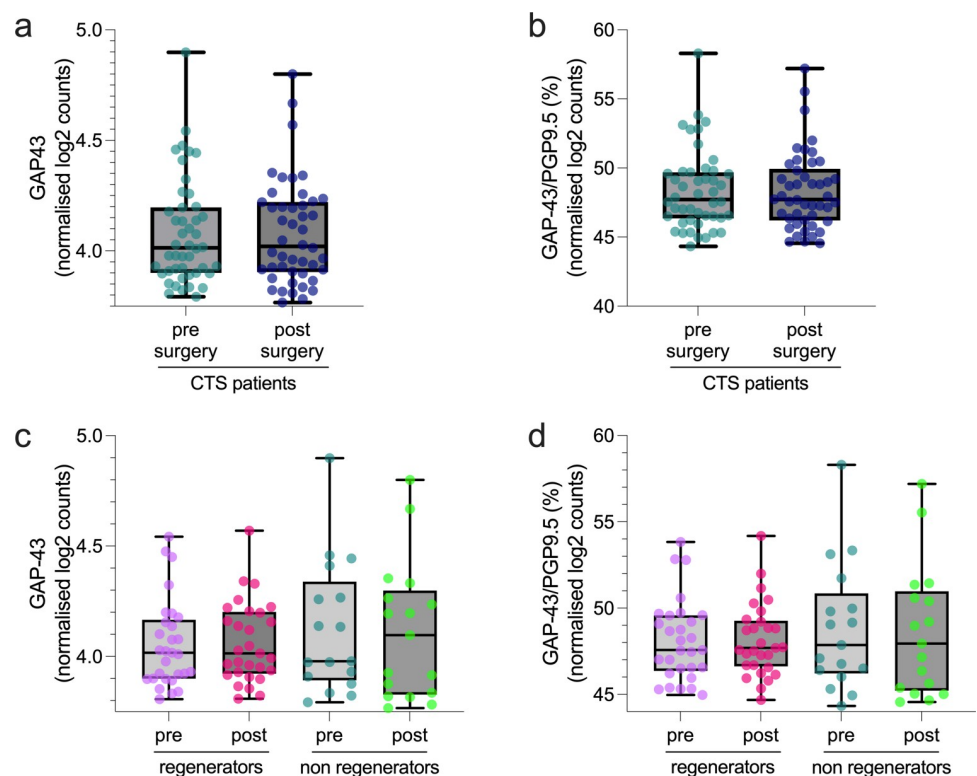 a
5.0
4.5
4.0
GAP43
(normalised log2 counts)
pre
surgery
post
surgery
CTS patients
b
60
55
50
45
40
GAP-43/PGP9.5 (%)
(normalised log2 counts)
pre
surgery
post
surgery
CTS patients
c
5.0
4.5
4.0
GAP-43
(normalised log2 counts)
pre
post
pre
post
regenerators
non regenerators
d
60
55
50
45
GAP-43/PGP9.5 (%)
(normalised log2 counts)
pre
post
pre
post
regenerators
non regenerators